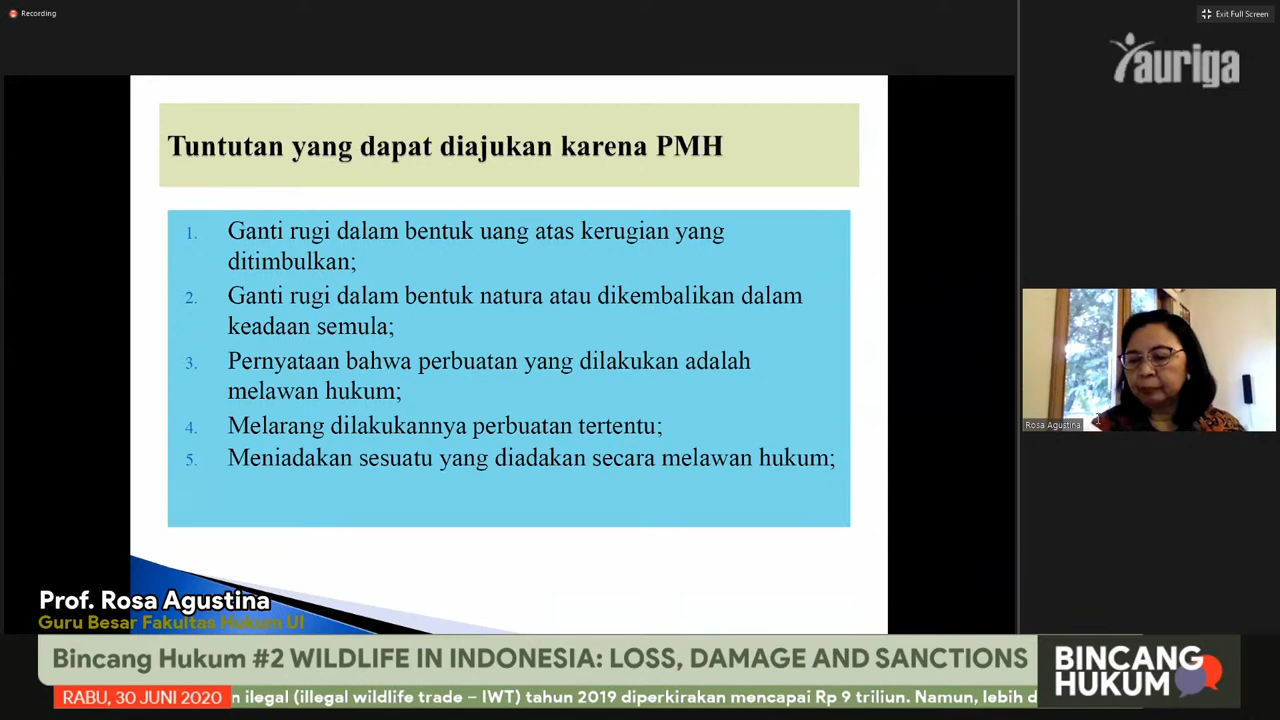 Recording
Exit Full Screen
auriga
Tuntutan yang dapat diajukan karena PMH
1. Ganti rugi dalam bentuk uang atas kerugian yang
ditimbulkan;
2. Ganti rugi dalam bentuk natura atau dikembalikan dalam
keadaan semula;
3. Pernyataan bahwa perbuatan yang dilakukan adalah
melawan hukum;
4. Melarang dilakukannya perbuatan tertentu;
5. Meniadakan sesuatu yang diadakan secara melawan hukum;
Rosa Agustina
Prof. Rosa Agustina
Guru Besar Fakultas Hukum UI
Bincang Hukum #2 WILDLIFE IN INDONESIA: LOSS, DAMAGE AND SANCTIONS
BINCANG
HUKUM
RABU, 30 JUNI 2020
n ilegal (illegal wildlife trade – IWT) tahun 2019 diperkirakan mencapai Rp 9 triliun. Namun, lebih d